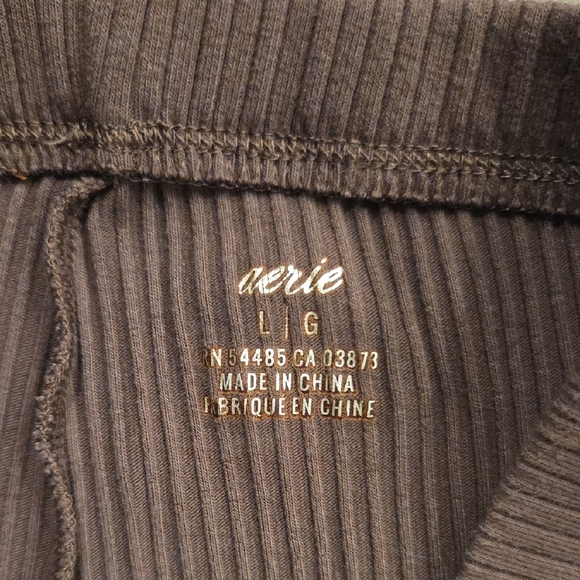 aerie
L | G
RN 54485 CA 03873
MADE IN CHINA
FABRIQUE EN CHINE